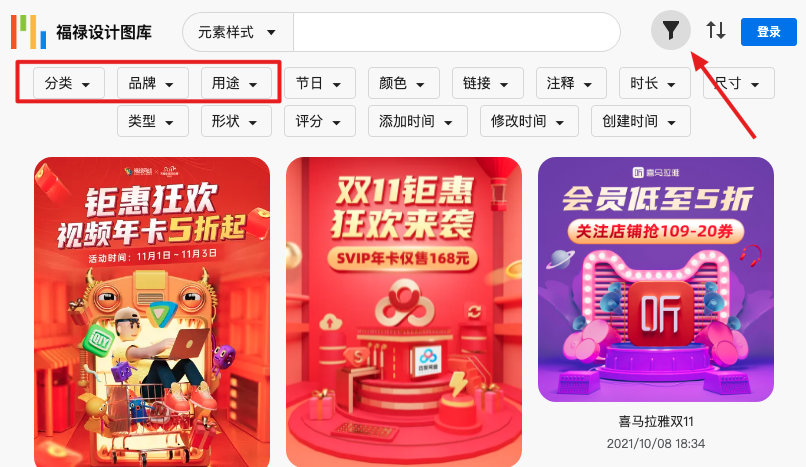 福禄设计图库
元素样式
登录
分类
品牌
用途
节日
颜色
链接
注释
时长
尺寸
类型
形状
评分
添加时间
修改时间
创建时间
钜惠狂欢
视频年卡5折起
活动时间：11月1日~11月3日
双11钜惠
狂欢来袭
SVIP年卡仅售168元
百度网盘
听 喜马拉雅
会员低至5折
关注店铺抢109-20券
听
喜马拉雅双11
2021/10/08 18:34